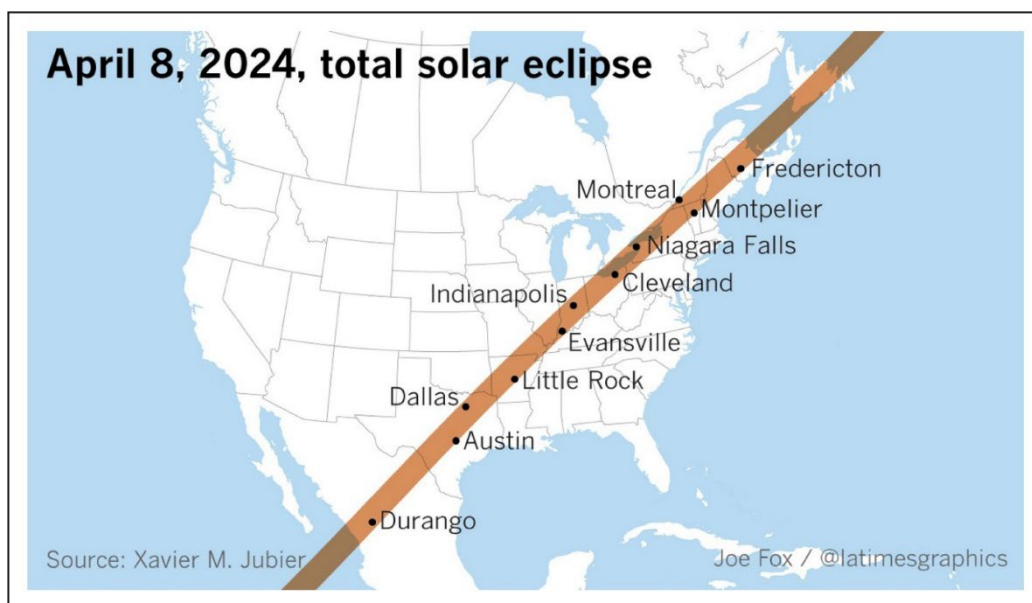 April 8, 2024, total solar eclipse
Fredericton
Montreal
Montpelier
Niagara Falls
Cleveland
Indianapolis
Evansville
Little Rock
Dallas
Austin
Durango
Source: Xavier M. Jubier
Joe Fox / @latimesgraphics